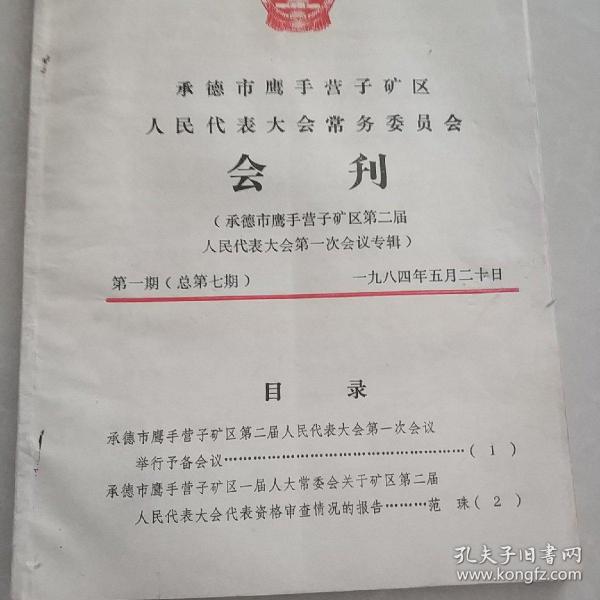 承德市鹰手营子矿区
人民代表大会常务委员会
会 刊
（承德市鹰手营子矿区第二届
人民代表大会第一次会议专辑）
第一期（总第七期） 一九八四年五月二十日
目 录
承德市鹰手营子矿区第二届人民代表大会第一次会议
举行予备会议……………………………………………（1）
承德市鹰手营子矿区一届人大常委会关于矿区第二届
人民代表大会代表资格审查情况的报告………范 珠（2）
孔夫子旧书网
www.kongfz.com